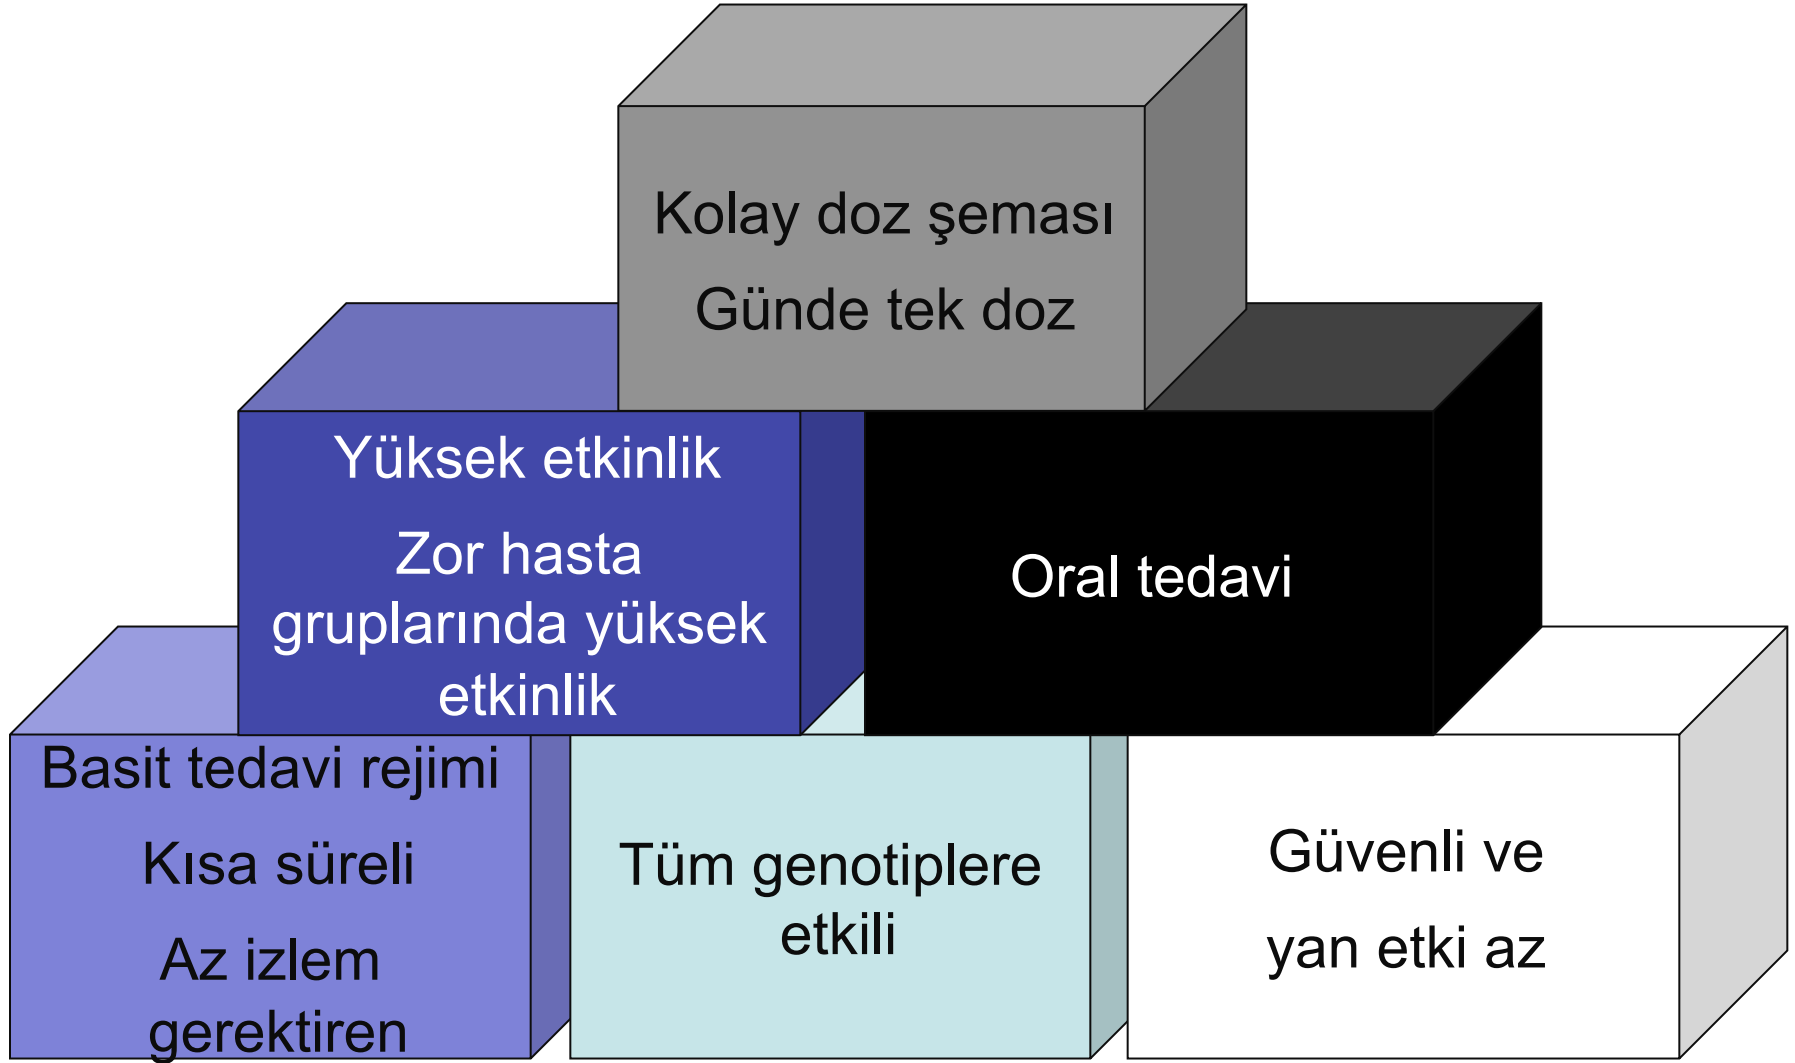 Kolay doz şeması
Günde tek doz
Yüksek etkinlik
Zor hasta
gruplarında yüksek
etkinlik
Oral tedavi
Basit tedavi rejimi
Kısa süreli
Az izlem
gerektiren
Tüm genotiplere
etkili
Güvenli ve
yan etki az